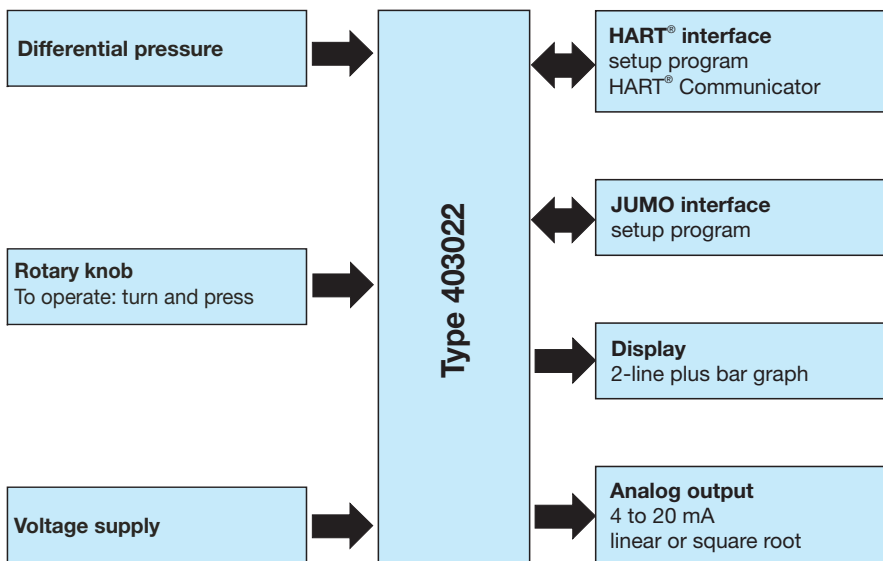 Differential pressure
Rotary knob
To operate: turn and press
Voltage supply
Type 403022
HART® interface
setup program
HART® Communicator
JUMO interface
setup program
Display
2-line plus bar graph
Analog output
4 to 20 mA
linear or square root